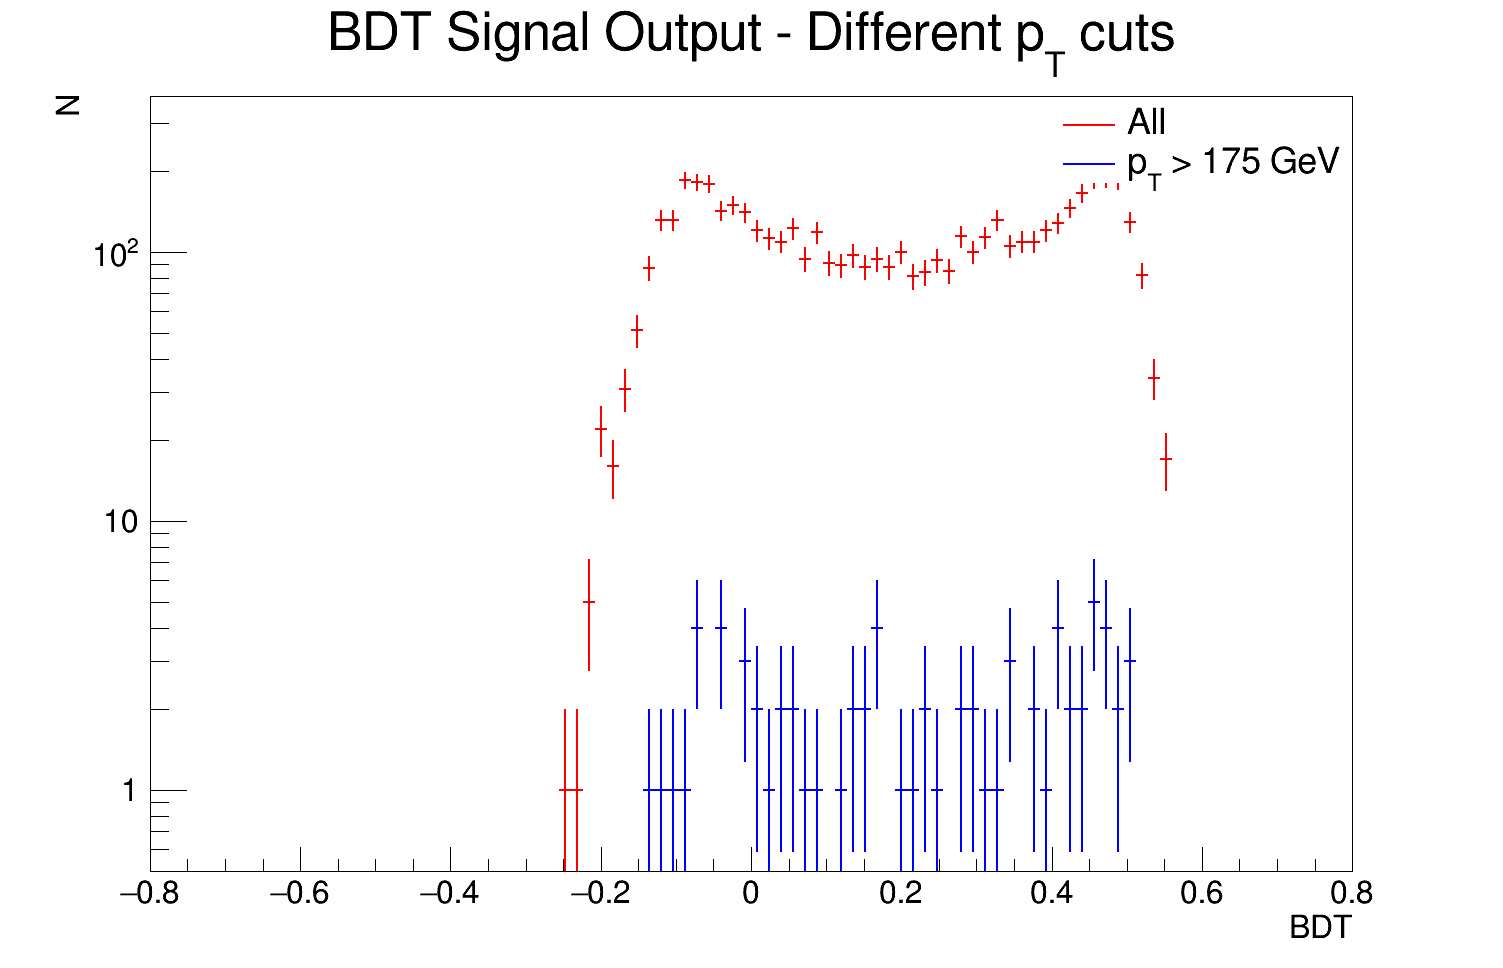 BDT Signal Output - Different p_T cuts
N
All
p_T > 175 GeV
10²
10
1
−0.8 −0.6 −0.4 −0.2 0 0.2 0.4 0.6 0.8
BDT